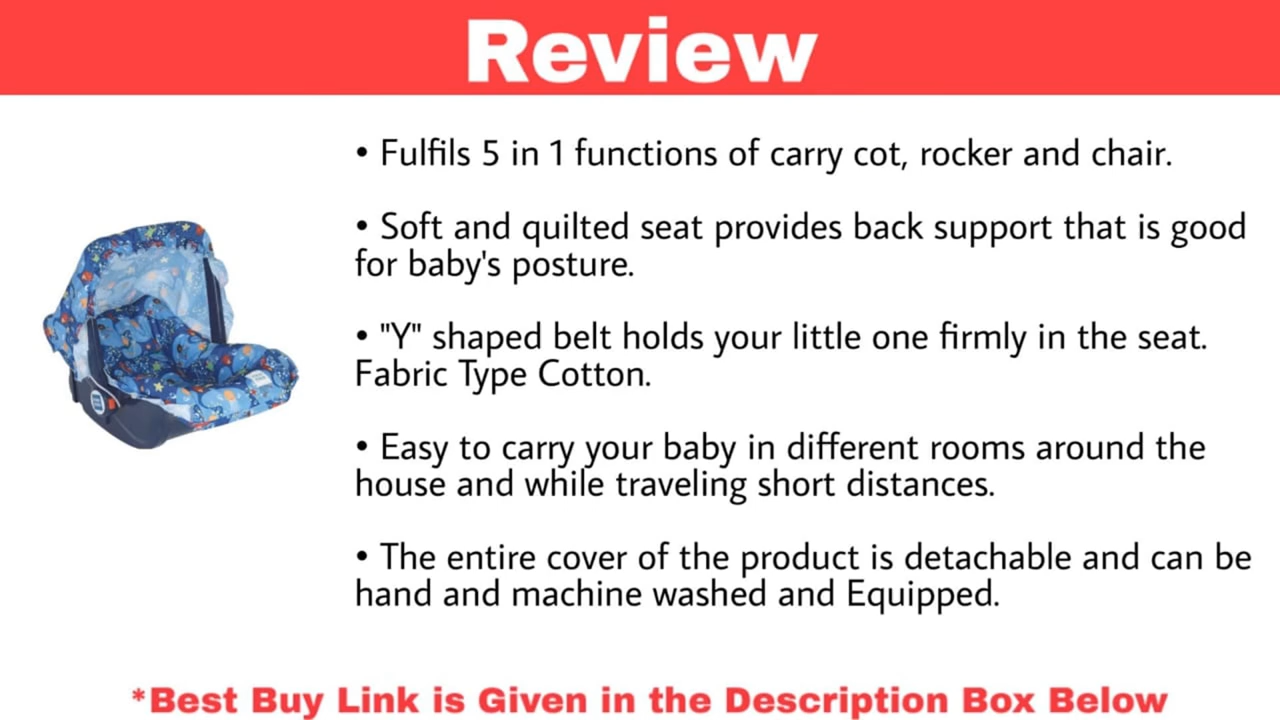 Review
• Fulfils 5 in 1 functions of carry cot, rocker and chair.
• Soft and quilted seat provides back support that is good
for baby's posture.
• "Y" shaped belt holds your little one firmly in the seat.
Fabric Type Cotton.
• Easy to carry your baby in different rooms around the
house and while traveling short distances.
• The entire cover of the product is detachable and can be
hand and machine washed and Equipped.
*Best Buy Link is Given in the Description Box Below